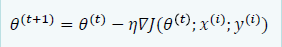 θ^(t+1) = θ^(t) − η∇J(θ^(t); x^(i); y^(i))